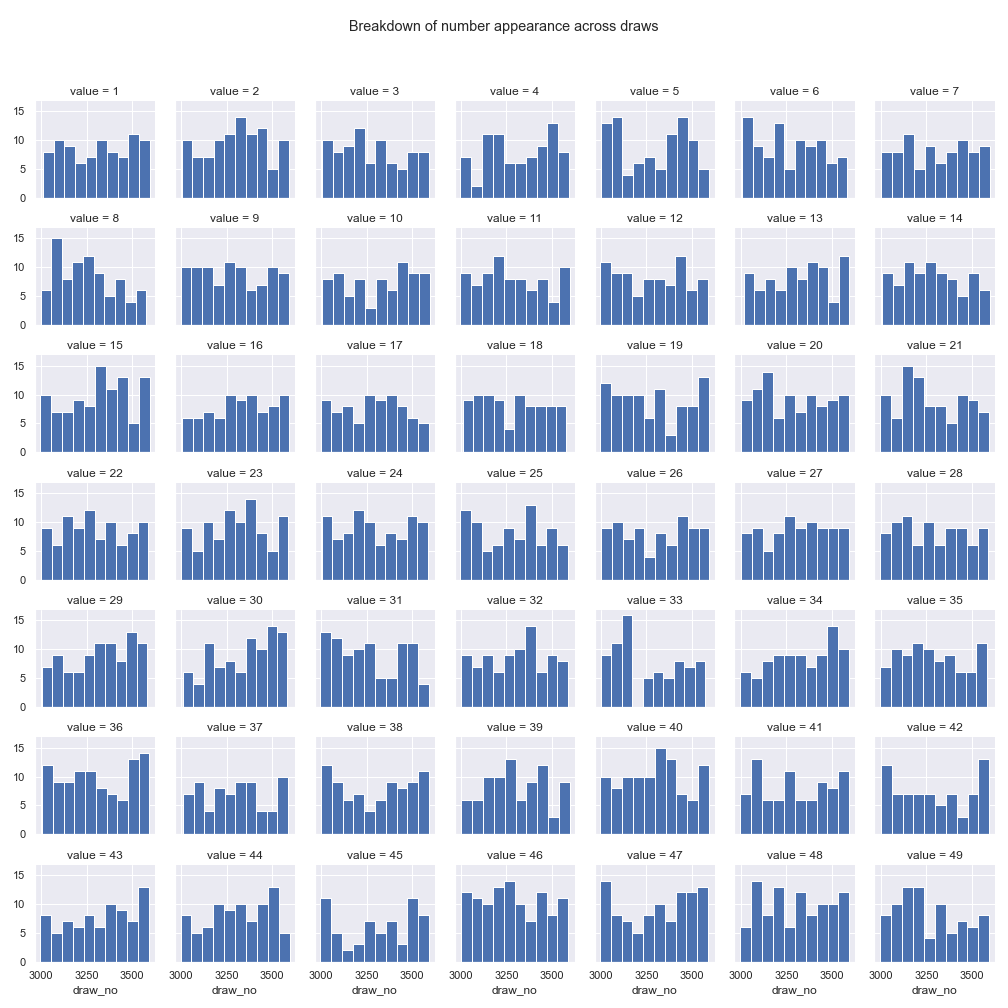 Breakdown of number appearance across draws
value = 1 value = 2 value = 3 value = 4 value = 5 value = 6 value = 7
15
10
5
0
value = 8 value = 9 value = 10 value = 11 value = 12 value = 13 value = 14
15
10
5
0
value = 15 value = 16 value = 17 value = 18 value = 19 value = 20 value = 21
15
10
5
0
value = 22 value = 23 value = 24 value = 25 value = 26 value = 27 value = 28
15
10
5
0
value = 29 value = 30 value = 31 value = 32 value = 33 value = 34 value = 35
15
10
5
0
value = 36 value = 37 value = 38 value = 39 value = 40 value = 41 value = 42
15
10
5
0
value = 43 value = 44 value = 45 value = 46 value = 47 value = 48 value = 49
15
10
5
0
3000 3250 3500 3000 3250 3500 3000 3250 3500 3000 3250 3500 3000 3250 3500 3000 3250 3500 3000 3250 3500
draw_no draw_no draw_no draw_no draw_no draw_no draw_no